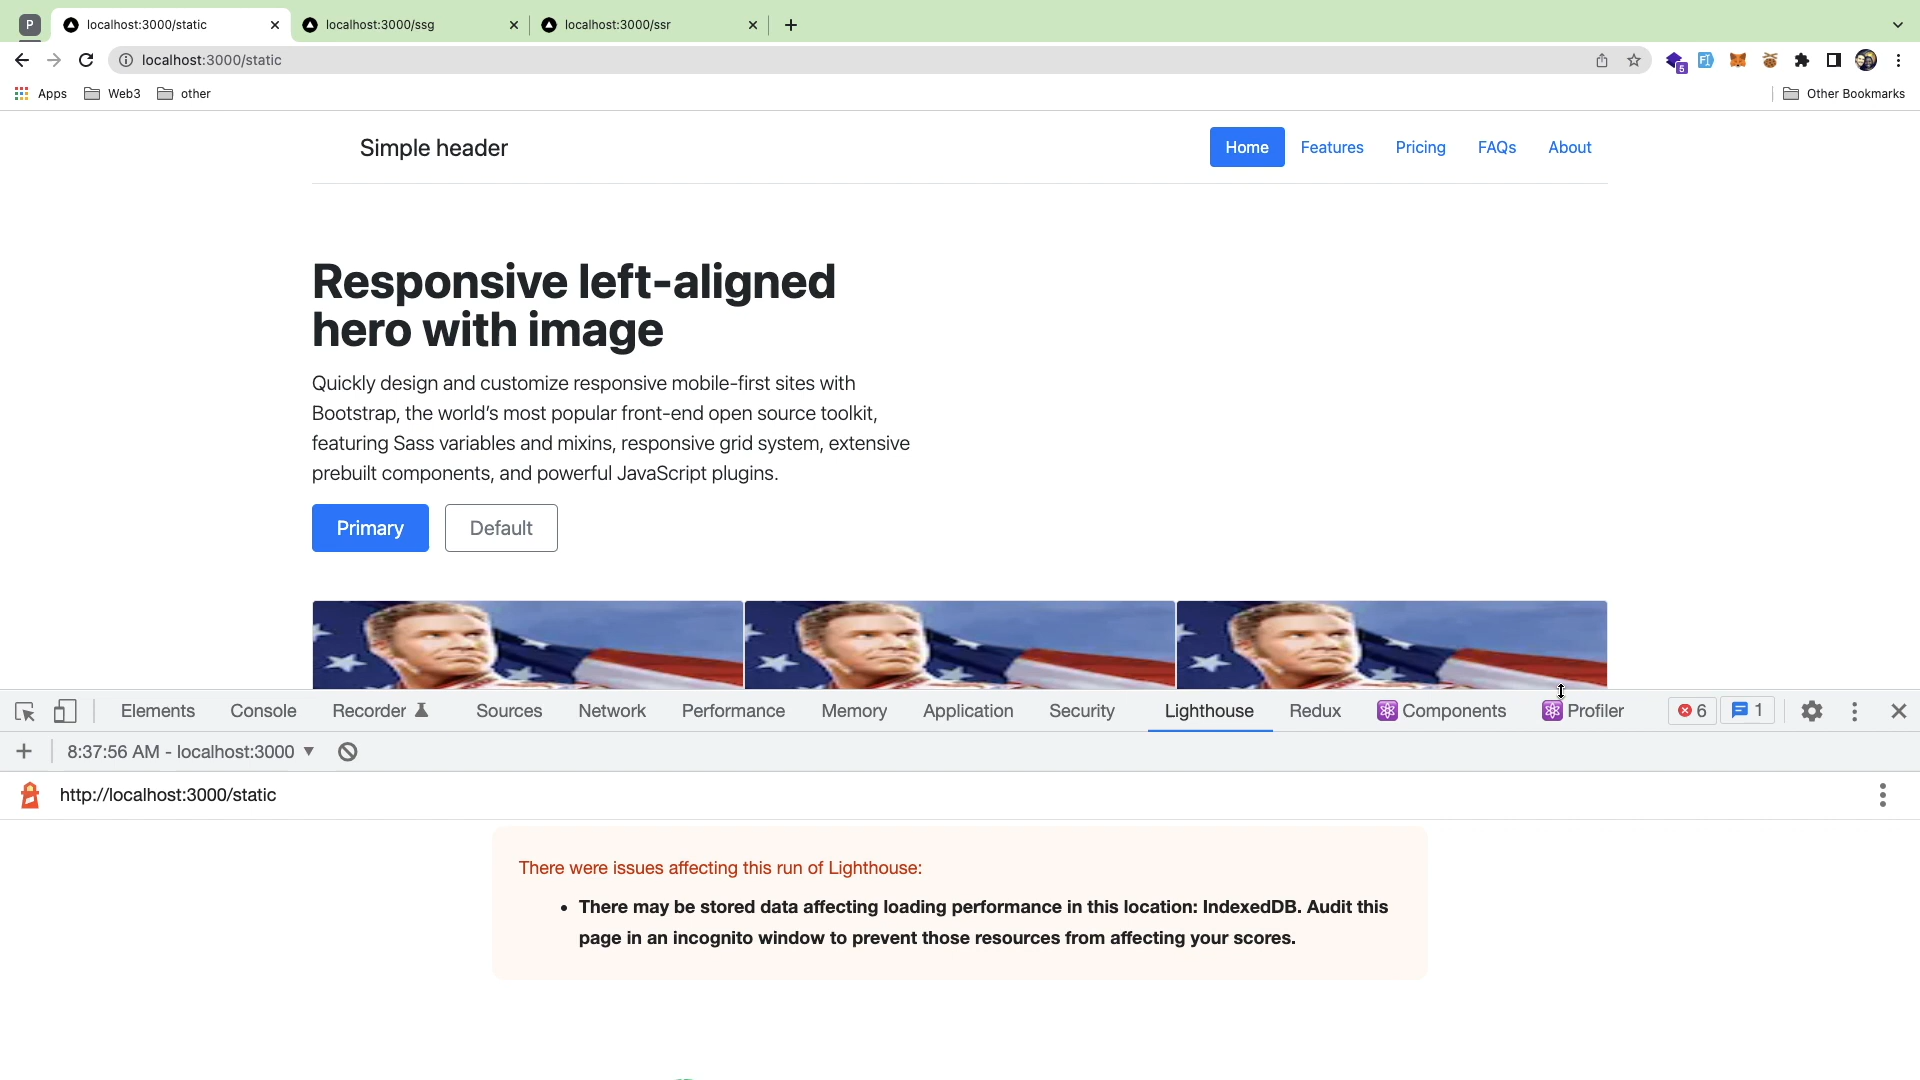 P
localhost:3000/static
localhost:3000/ssg
localhost:3000/ssr
localhost:3000/static
5
Apps
Web3
other
Other Bookmarks
Simple header
Home
Features
Pricing
FAQs
About
Responsive left-aligned
hero with image
Quickly design and customize responsive mobile-first sites with
Bootstrap, the world’s most popular front-end open source toolkit,
featuring Sass variables and mixins, responsive grid system, extensive
prebuilt components, and powerful JavaScript plugins.
Primary
Default
Elements
Console
Recorder
Sources
Network
Performance
Memory
Application
Security
Lighthouse
Redux
Components
Profiler
6
1
8:37:56 AM - localhost:3000
http://localhost:3000/static
There were issues affecting this run of Lighthouse:
• There may be stored data affecting loading performance in this location: IndexedDB. Audit this
page in an incognito window to prevent those resources from affecting your scores.